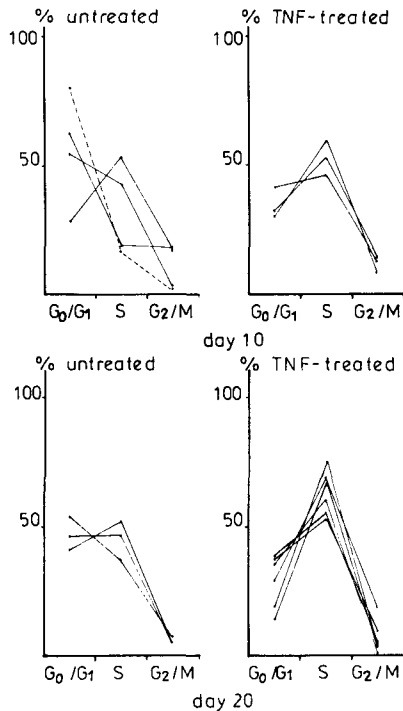 % untreated
% TNF-treated
100
100
50
50
G₀/G₁ S G₂/M
G₀/G₁ S G₂/M
day 10
% untreated
% TNF-treated
100
100
50
50
G₀/G₁ S G₂/M
G₀/G₁ S G₂/M
day 20